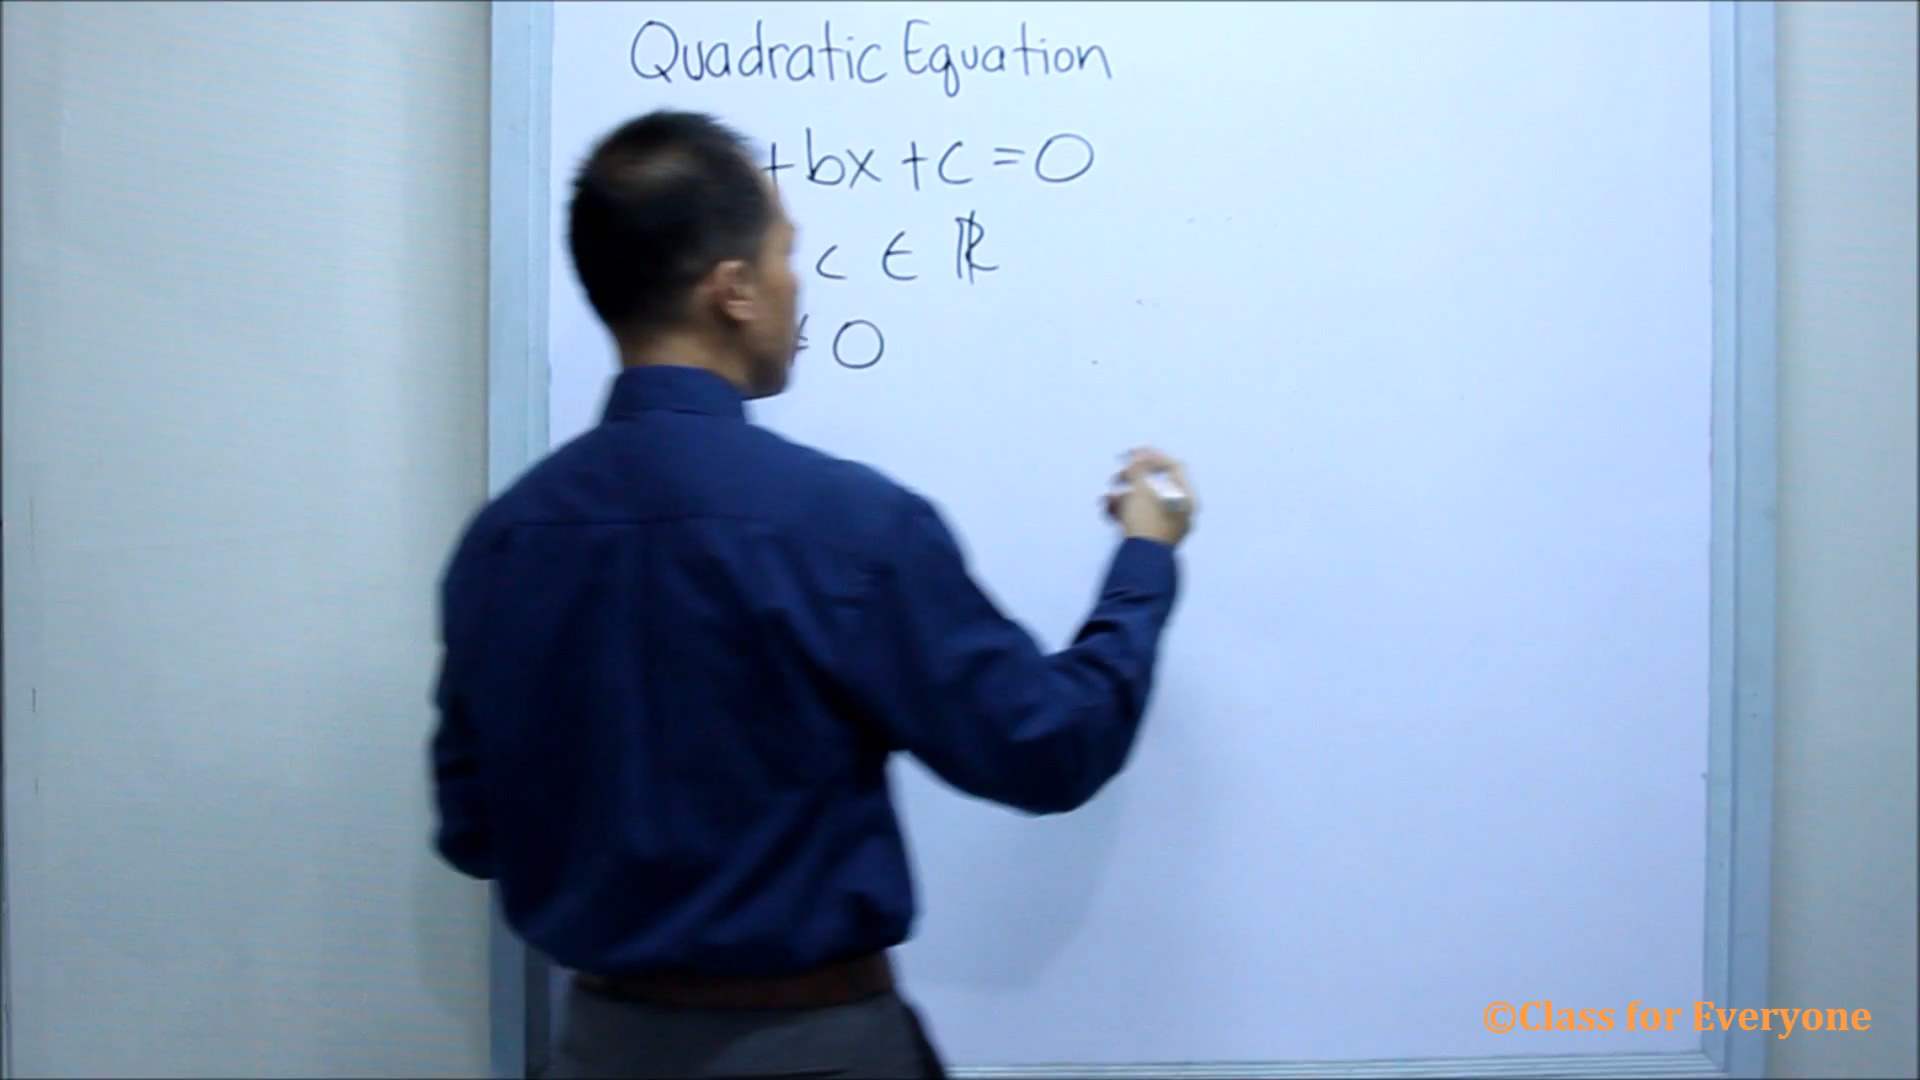 Quadratic Equation
+bx+c=0
c ∈ ℝ
≠ 0
©Class for Everyone